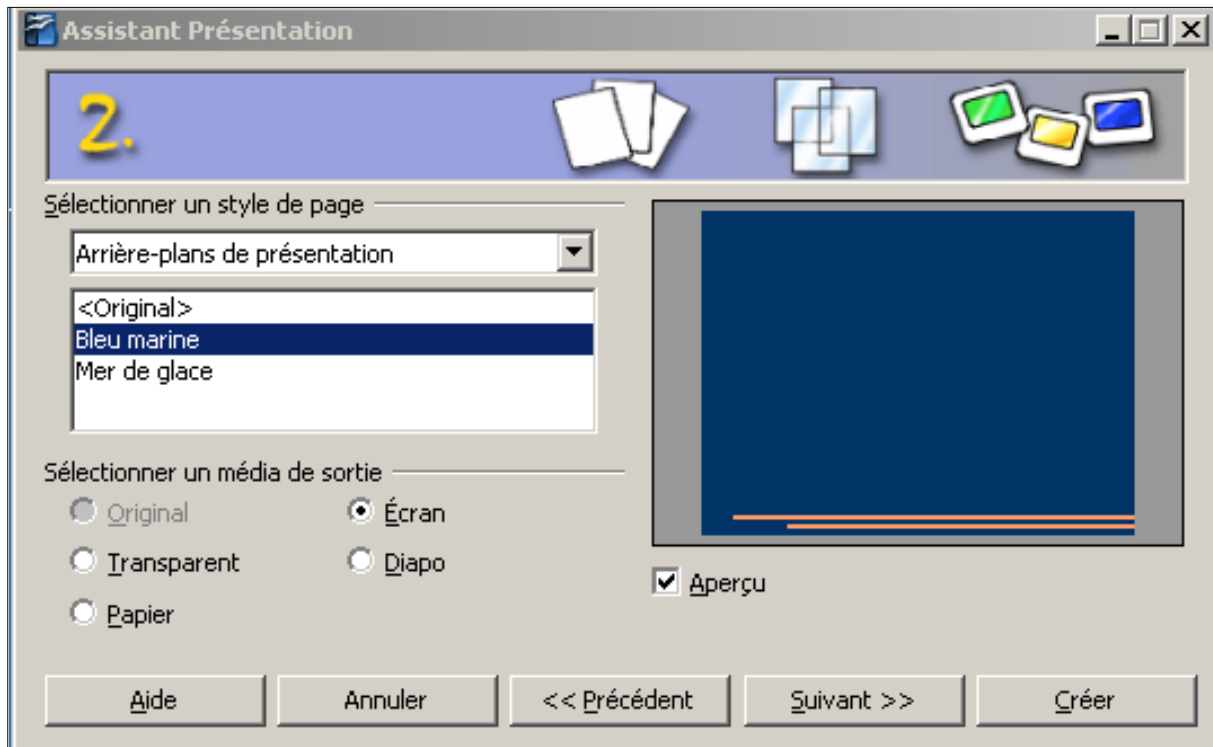 Assistant Présentation
2.
Sélectionner un style de page
Arrière-plans de présentation
<Original>
Bleu marine
Mer de glace
Sélectionner un média de sortie
Original
Écran
Transparent
Diapo
Papier
Aperçu
Aide
Annuler
<< Précédent
Suivant >>
Créer